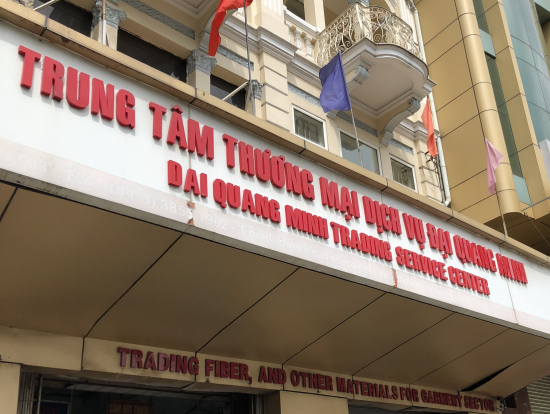 TRUNG TÂM THƯƠNG MẠI DỊCH VỤ ĐẠI QUANG MINH
DAI QUANG MINH TRADING SERVICE CENTER
TRADING FIBER, AND OTHER MATERIALS FOR GARMENT SECTOR